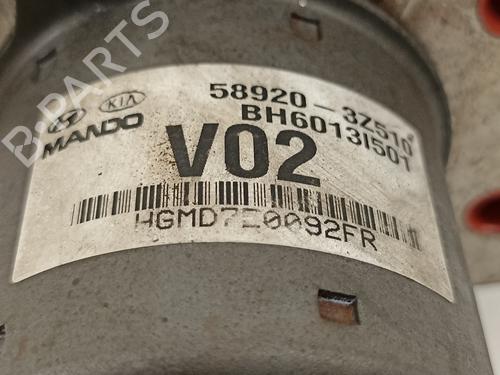 B-PARTS
KIA
58920-3Z510
MANDO
BH6013I501
V02
HGMD7E0092FR